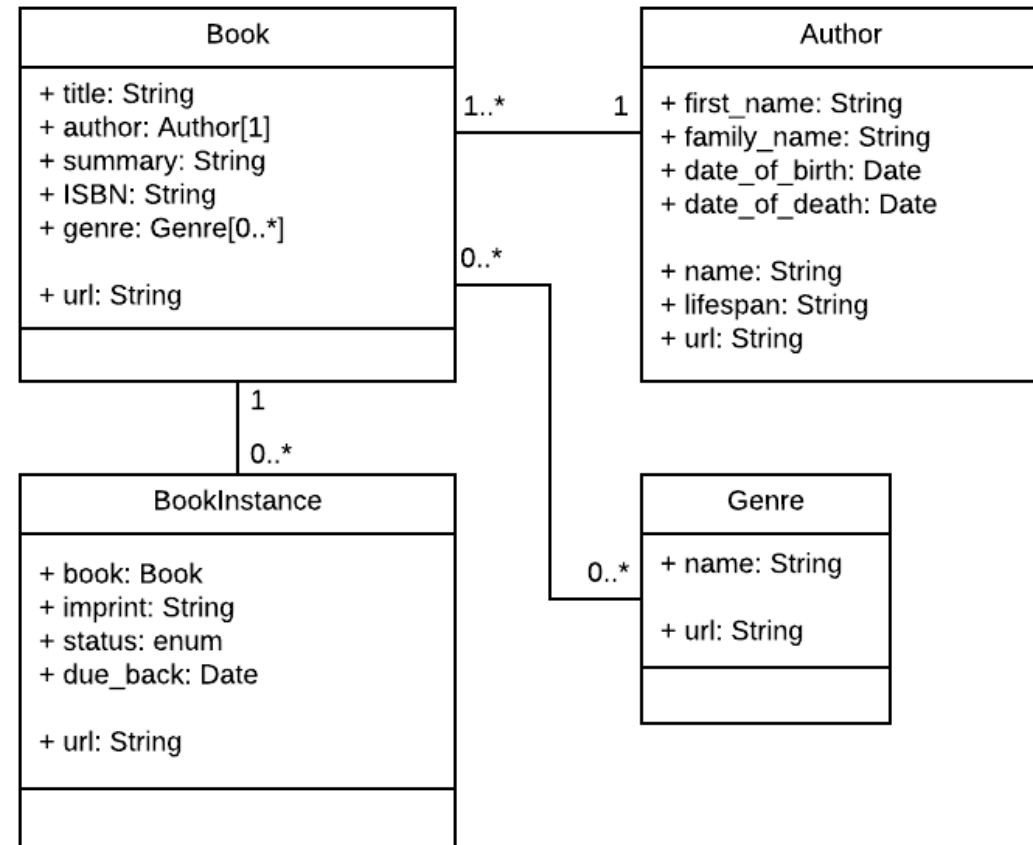 Book
+ title: String
+ author: Author[1]
+ summary: String
+ ISBN: String
+ genre: Genre[0..*]
+ url: String
1..*
1
Author
+ first_name: String
+ family_name: String
+ date_of_birth: Date
+ date_of_death: Date
+ name: String
+ lifespan: String
+ url: String
0..*
0..*
1
0..*
BookInstance
+ book: Book
+ imprint: String
+ status: enum
+ due_back: Date
+ url: String
Genre
+ name: String
+ url: String